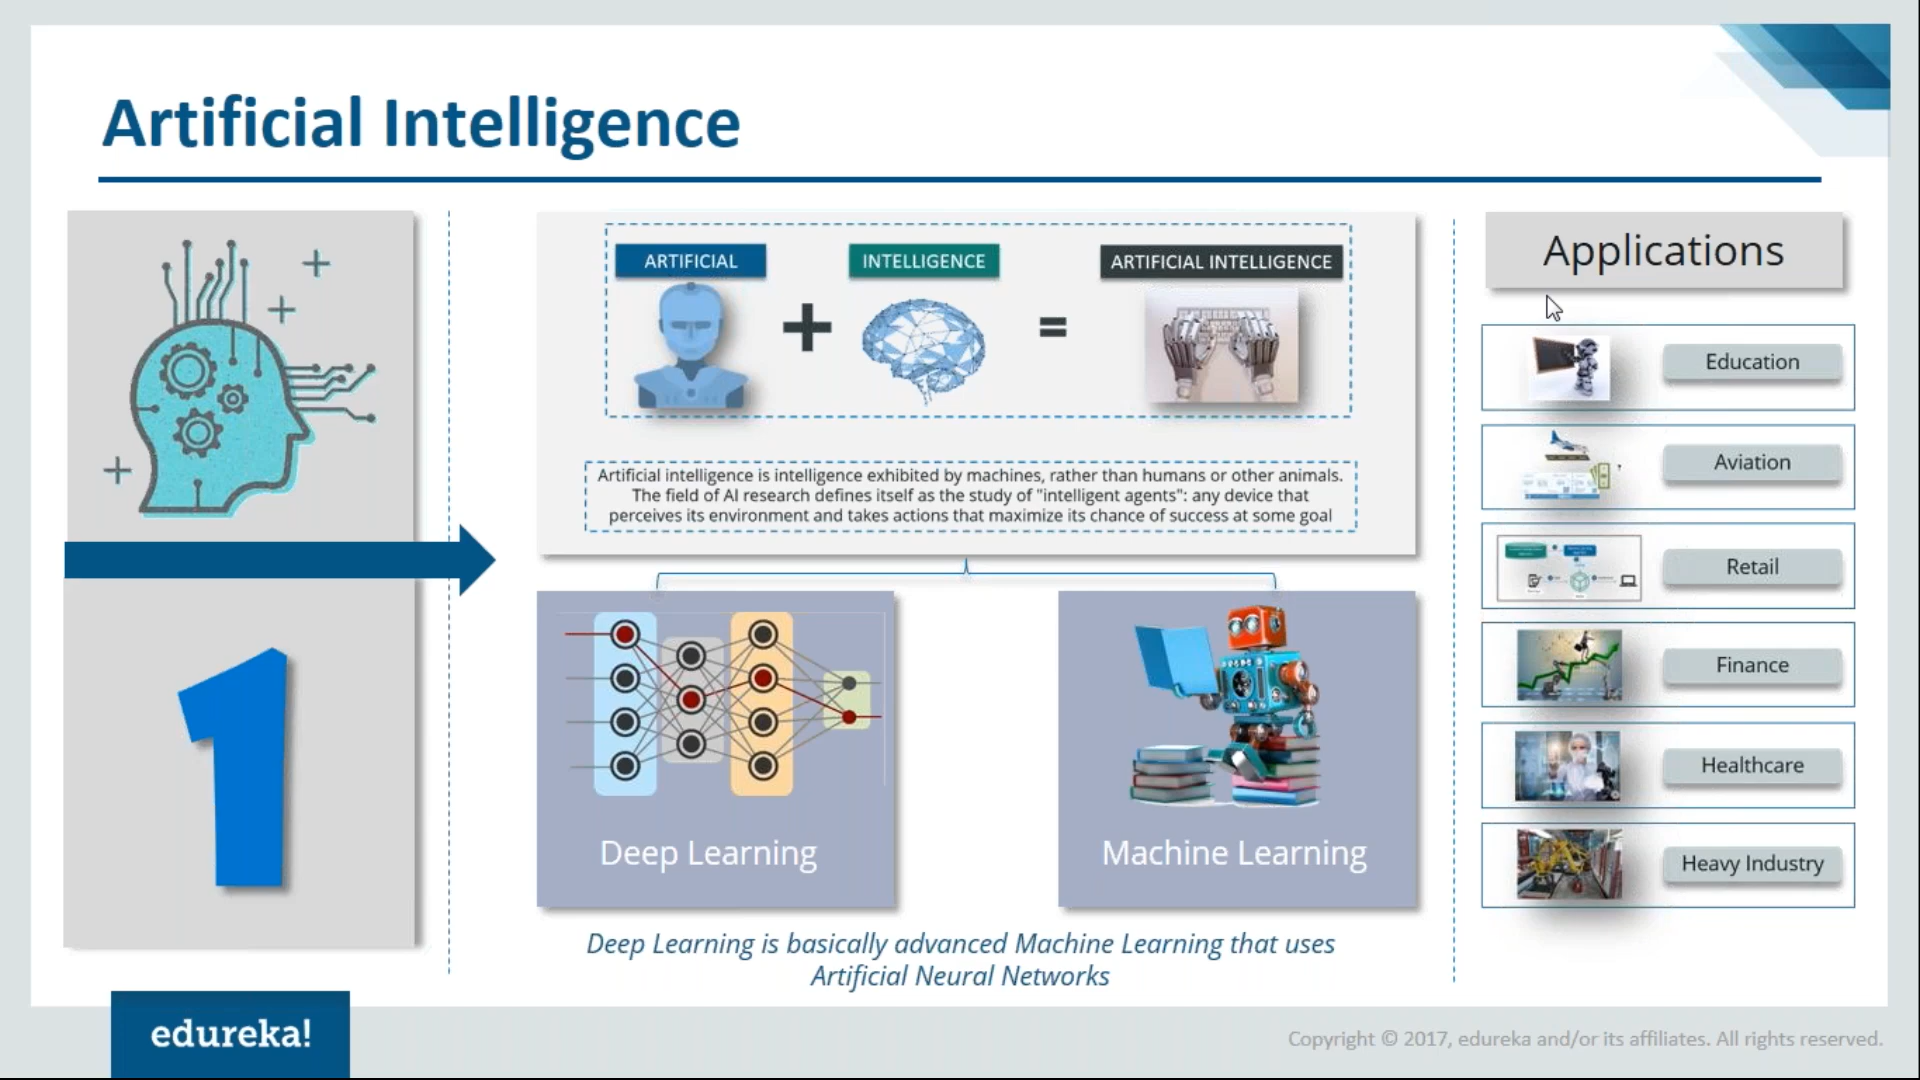 Artificial Intelligence
1
ARTIFICIAL
INTELLIGENCE
ARTIFICIAL INTELLIGENCE
Artificial intelligence is intelligence exhibited by machines, rather than humans or other animals.
The field of AI research defines itself as the study of "intelligent agents": any device that
perceives its environment and takes actions that maximize its chance of success at some goal
Deep Learning
Machine Learning
Deep Learning is basically advanced Machine Learning that uses
Artificial Neural Networks
Applications
Education
Aviation
Retail
Finance
Healthcare
Heavy Industry
edureka!
Copyright © 2017, edureka and/or its affiliates. All rights reserved.